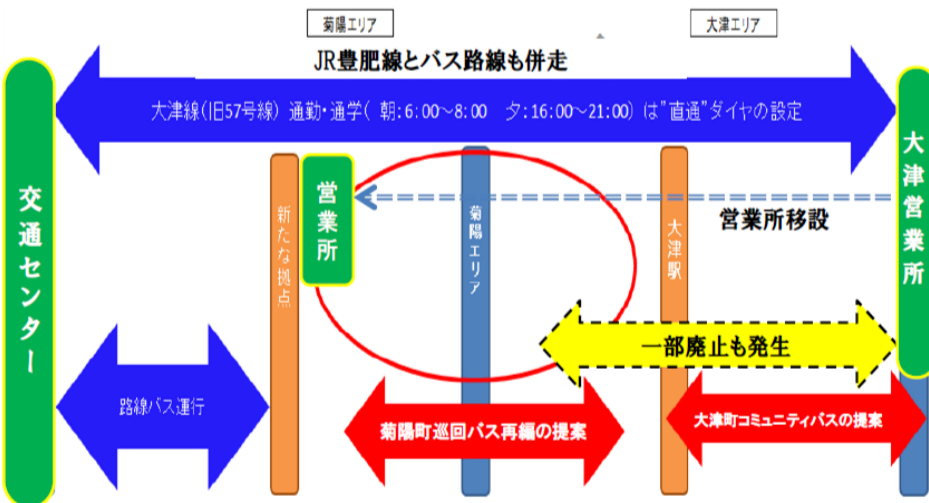 菊陽エリア
大津エリア
JR豊肥線とバス路線も併走
大津線(旧57号線) 通勤・通学( 朝:6:00～8:00 夕:16:00～21:00) は"直通"ダイヤの設定
交通センター
新たな拠点
営業所
菊陽エリア
大津駅
大津営業所
営業所移設
一部廃止も発生
路線バス運行
菊陽町巡回バス再編の提案
大津町コミュニティバスの提案